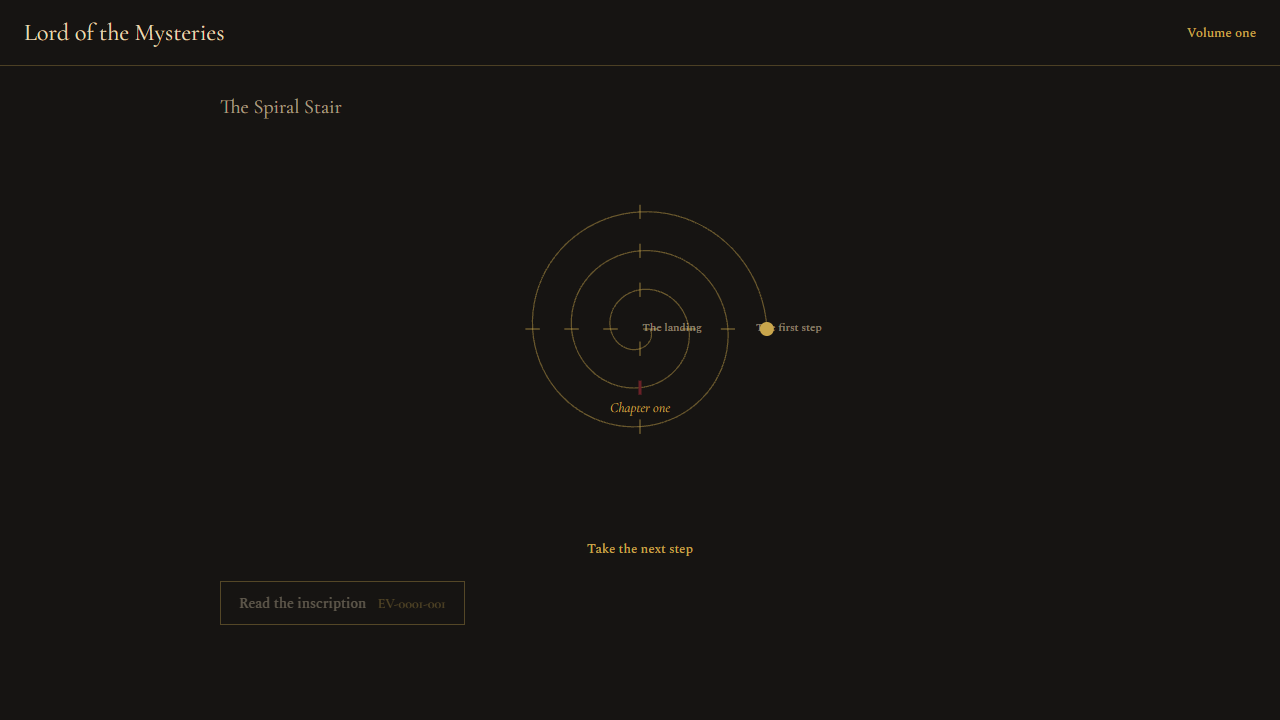 Lord of the Mysteries
Volume one
The Spiral Stair
The landing
The first step
Chapter one
Take the next step
Read the inscription EV-0001-001